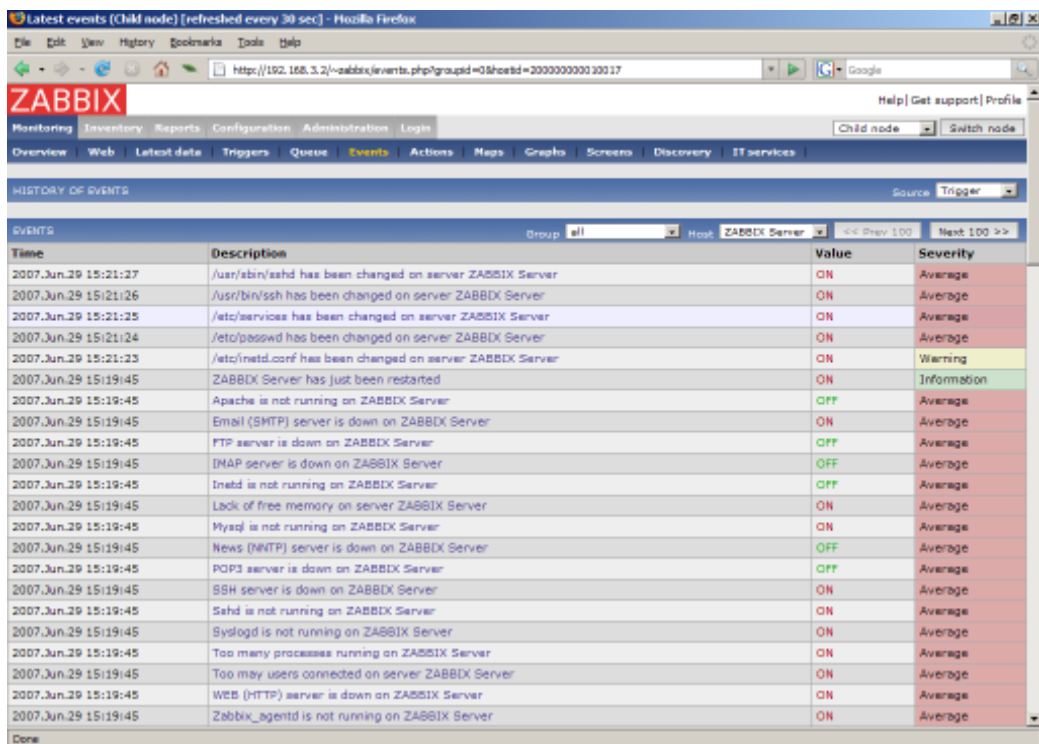 Latest events (Child node) [refreshed every 30 sec] - Mozilla Firefox
File Edit View History Bookmarks Tools Help
http://192.168.3.2/~zabbix/events.php?groupid=0&hostid=200000000010017 Google
ZABBIX Help| Get support| Profile
Monitoring Inventory Reports Configuration Administration Login Child node Switch node
Overview | Web | Latest data | Triggers | Queue | Events | Actions | Maps | Graphs | Screens | Discovery | IT services |
HISTORY OF EVENTS Source Trigger
EVENTS Group all Host ZABBIX Server << Prev 100 Next 100 >>
Time Description Value Severity
2007.Jun.29 15:21:27 /usr/sbin/sshd has been changed on server ZABBIX Server ON Average
2007.Jun.29 15:21:26 /usr/bin/ssh has been changed on server ZABBIX Server ON Average
2007.Jun.29 15:21:25 /etc/services has been changed on server ZABBIX Server ON Average
2007.Jun.29 15:21:24 /etc/passwd has been changed on server ZABBIX Server ON Average
2007.Jun.29 15:21:23 /etc/inetd.conf has been changed on server ZABBIX Server ON Warning
2007.Jun.29 15:19:45 ZABBIX Server has just been restarted ON Information
2007.Jun.29 15:19:45 Apache is not running on ZABBIX Server OFF Average
2007.Jun.29 15:19:45 Email (SMTP) server is down on ZABBIX Server ON Average
2007.Jun.29 15:19:45 FTP server is down on ZABBIX Server OFF Average
2007.Jun.29 15:19:45 IMAP server is down on ZABBIX Server OFF Average
2007.Jun.29 15:19:45 Inetd is not running on ZABBIX Server OFF Average
2007.Jun.29 15:19:45 Lack of free memory on server ZABBIX Server ON Average
2007.Jun.29 15:19:45 Mysql is not running on ZABBIX Server ON Average
2007.Jun.29 15:19:45 News (NNTP) server is down on ZABBIX Server OFF Average
2007.Jun.29 15:19:45 POP3 server is down on ZABBIX Server OFF Average
2007.Jun.29 15:19:45 SSH server is down on ZABBIX Server ON Average
2007.Jun.29 15:19:45 Sshd is not running on ZABBIX Server ON Average
2007.Jun.29 15:19:45 Syslogd is not running on ZABBIX Server ON Average
2007.Jun.29 15:19:45 Too many processes running on ZABBIX Server ON Average
2007.Jun.29 15:19:45 Too may users connected on server ZABBIX Server ON Average
2007.Jun.29 15:19:45 WEB (HTTP) server is down on ZABBIX Server ON Average
2007.Jun.29 15:19:45 Zabbix_agentd is not running on ZABBIX Server ON Average
Done